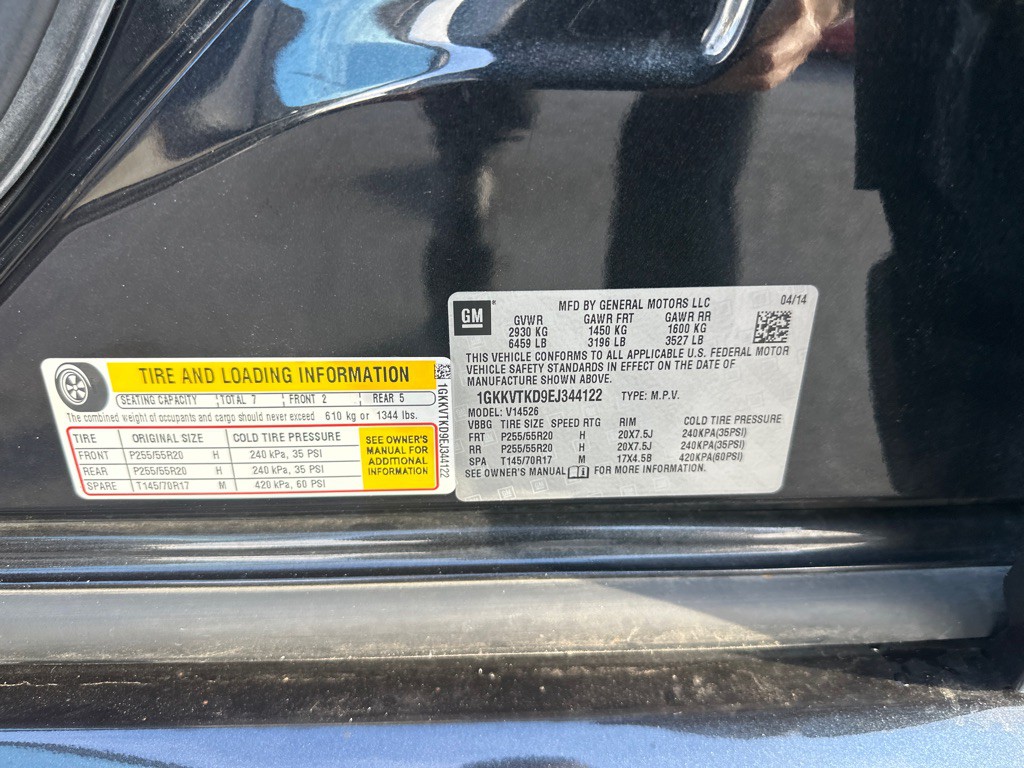 TIRE AND LOADING INFORMATION
SEATING CAPACITY TOTAL 7 FRONT 2 REAR 5
The combined weight of occupants and cargo should never exceed 610 kg or 1344 lbs.
TIRE ORIGINAL SIZE COLD TIRE PRESSURE
FRONT P255/55R20 H 240 kPa, 35 PSI
REAR P255/55R20 H 240 kPa, 35 PSI
SPARE T145/70R17 M 420 kPa, 60 PSI
SEE OWNER'S
MANUAL FOR
ADDITIONAL
INFORMATION
1GKKVTKD9EJ344122
GM®
MFD BY GENERAL MOTORS LLC 04/14
GVWR GAWR FRT GAWR RR
2930 KG 1450 KG 1600 KG
6459 LB 3196 LB 3527 LB
THIS VEHICLE CONFORMS TO ALL APPLICABLE U.S. FEDERAL MOTOR
VEHICLE SAFETY STANDARDS IN EFFECT ON THE DATE OF
MANUFACTURE SHOWN ABOVE.
1GKKVTKD9EJ344122 TYPE: M.P.V.
MODEL: V14526
VBBG TIRE SIZE SPEED RTG RIM COLD TIRE PRESSURE
FRT P255/55R20 H 20X7.5J 240KPA(35PSI)
RR P255/55R20 H 20X7.5J 240KPA(35PSI)
SPA T145/70R17 M 17X4.5B 420KPA(60PSI)
SEE OWNER'S MANUAL FOR MORE INFORMATION.